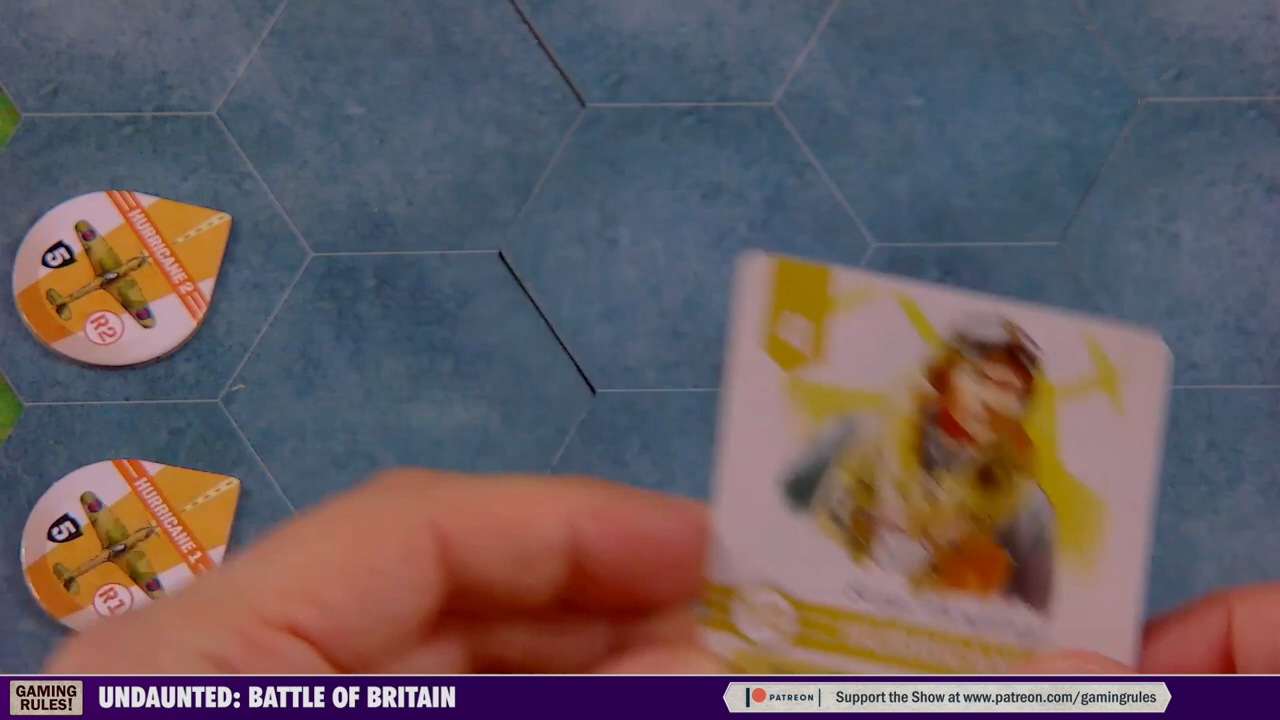 HURRICANE 2
5
R2
HURRICANE 1
5
R1
GAMING
RULES!
UNDAUNTED: BATTLE OF BRITAIN
PATREON
Support the Show at www.patreon.com/gamingrules